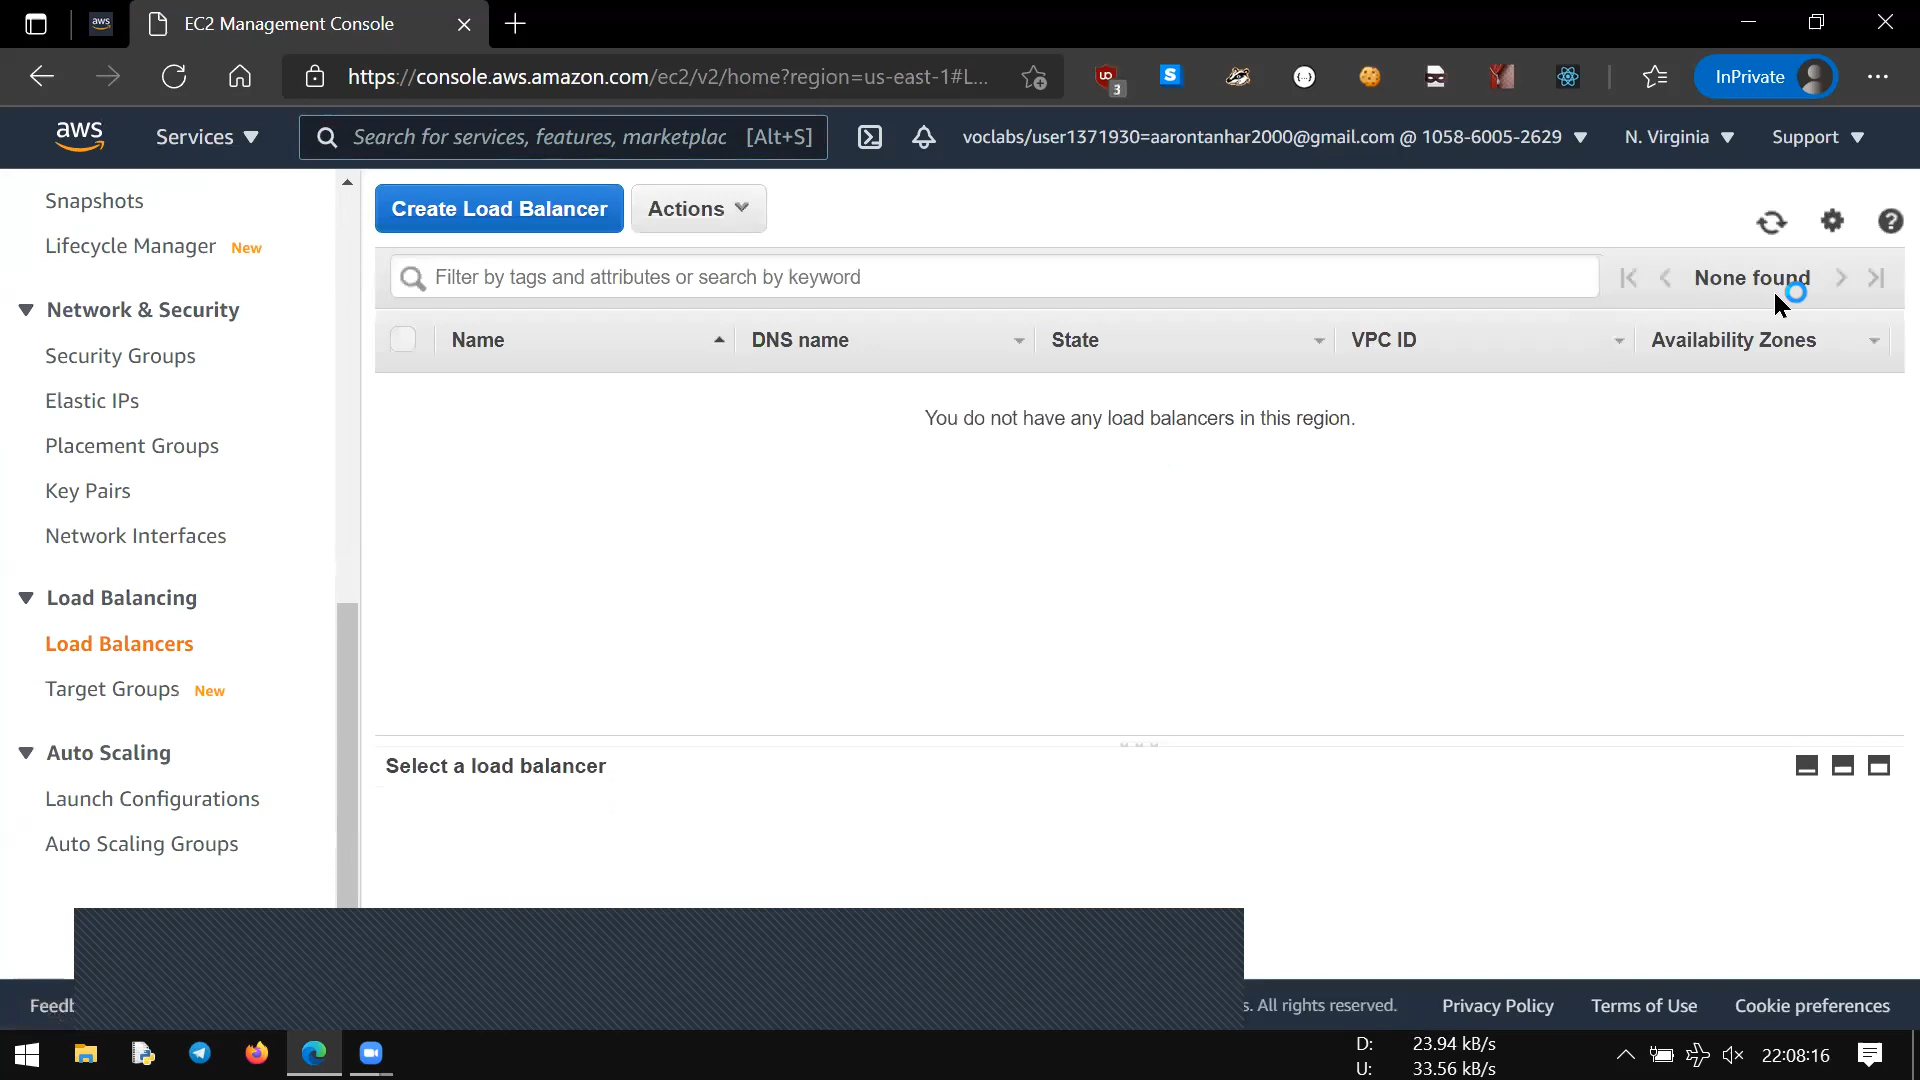 aws
EC2 Management Console
https://console.aws.amazon.com/ec2/v2/home?region=us-east-1#L...
3
InPrivate
aws
Services
Search for services, features, marketplac [Alt+S]
voclabs/user1371930=aarontanhar2000@gmail.com @ 1058-6005-2629
N. Virginia
Support
Snapshots
Lifecycle Manager New
Network & Security
Security Groups
Elastic IPs
Placement Groups
Key Pairs
Network Interfaces
Load Balancing
Load Balancers
Target Groups New
Auto Scaling
Launch Configurations
Auto Scaling Groups
Create Load Balancer
Actions
Filter by tags and attributes or search by keyword
None found
Name
DNS name
State
VPC ID
Availability Zones
You do not have any load balancers in this region.
Select a load balancer
Feedb
s. All rights reserved.
Privacy Policy
Terms of Use
Cookie preferences
D: 23.94 kB/s
U: 33.56 kB/s
22:08:16